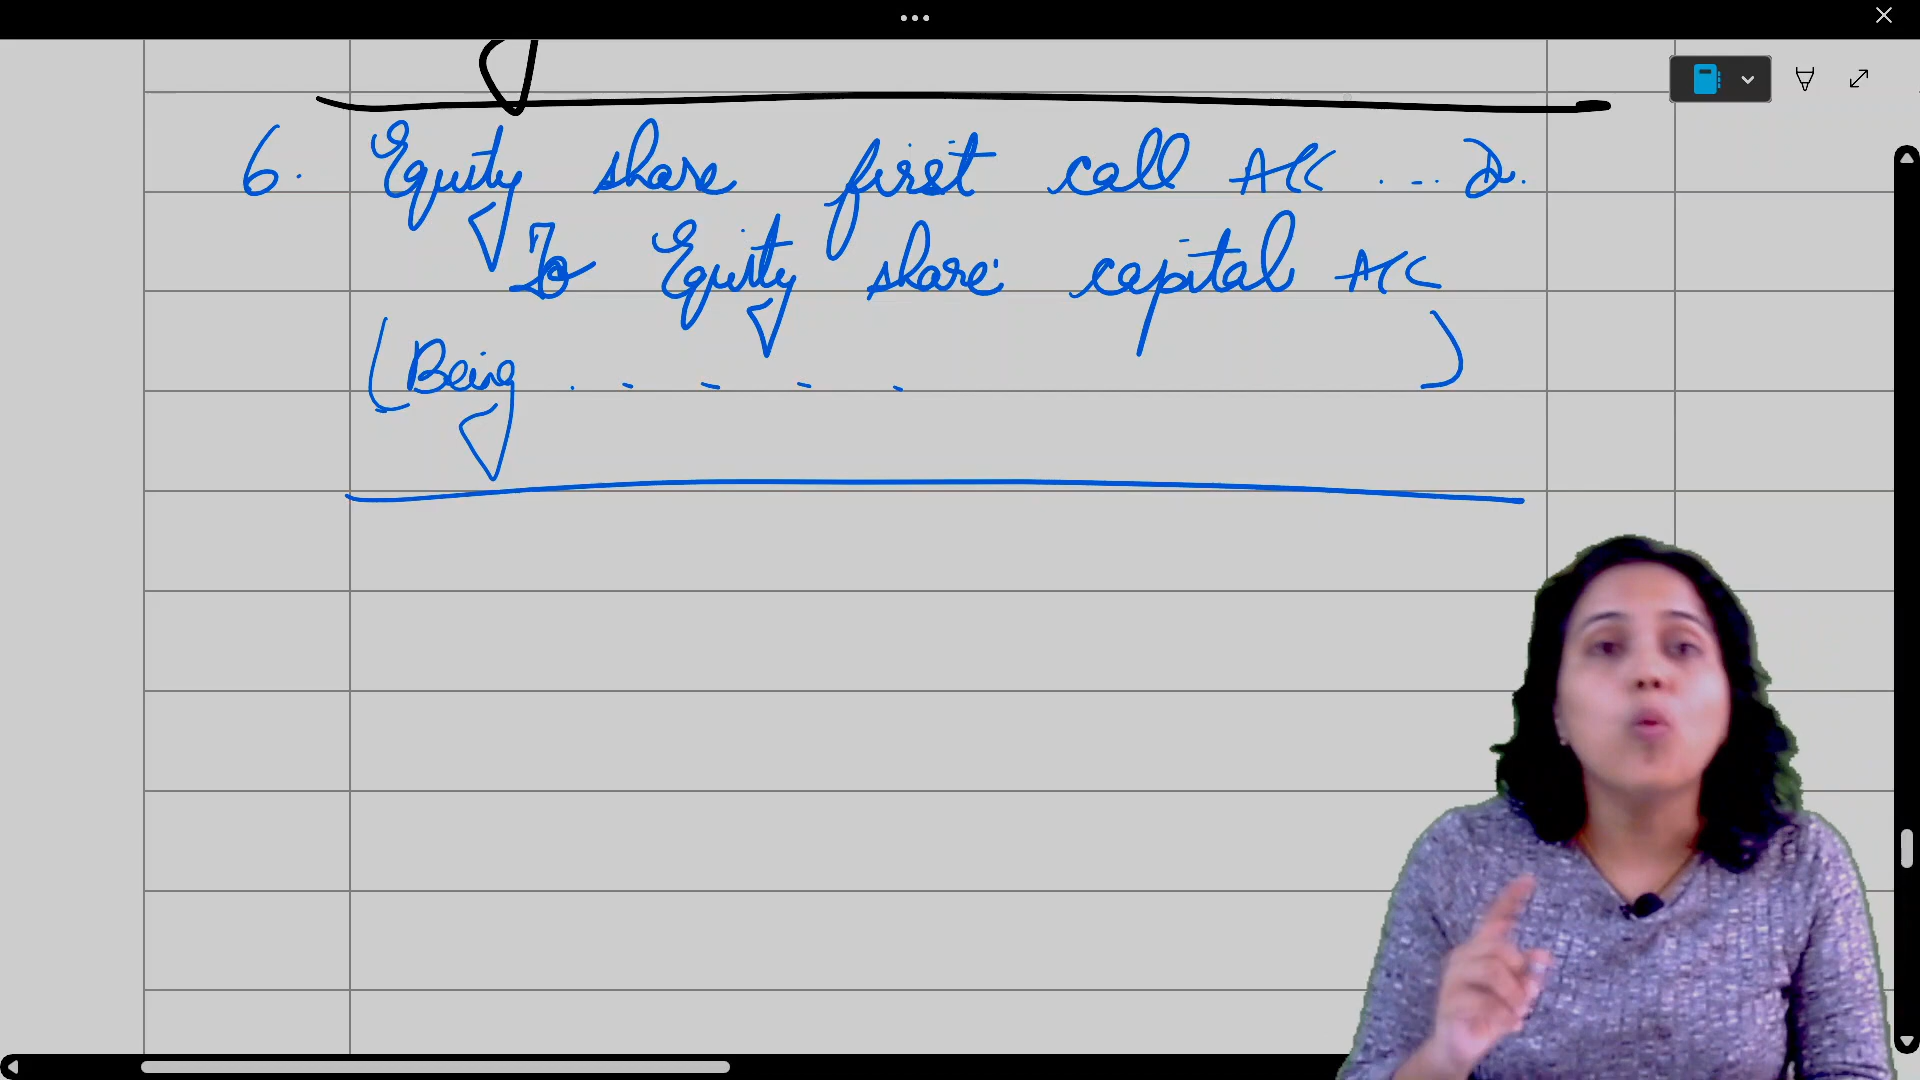 6. Equity share first call A/C ... Dr.
To Equity share capital A/C
(Being . - - - - )